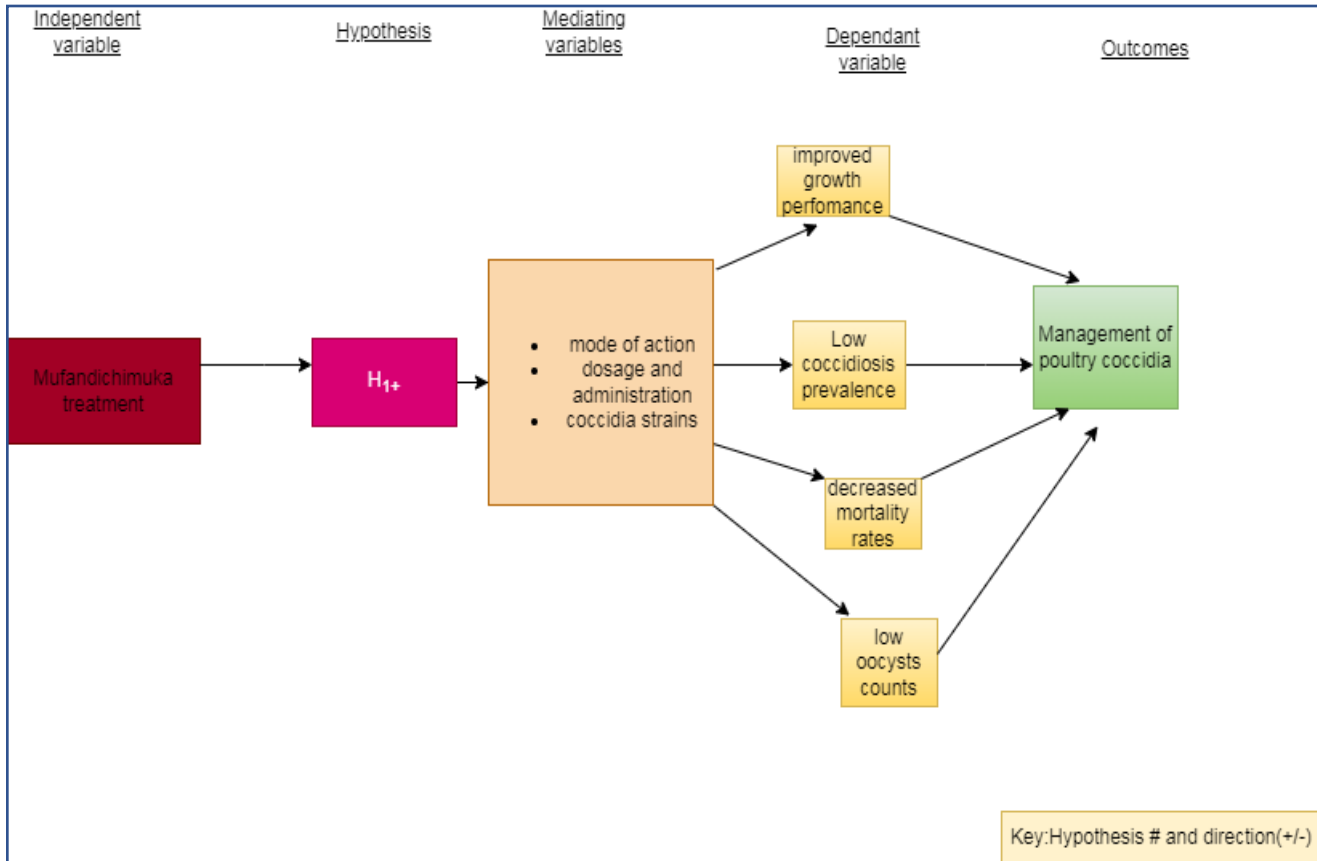 Independent
variable
Hypothesis
Mediating
variables
Dependant
variable
Outcomes
improved
growth
perfomance
Mufandichimuka
treatment
H1+
• mode of action
• dosage and
administration
• coccidia strains
Low
coccidiosis
prevalence
Management of
poultry coccidia
decreased
mortality
rates
low
oocysts
counts
Key:Hypothesis # and direction(+/-)